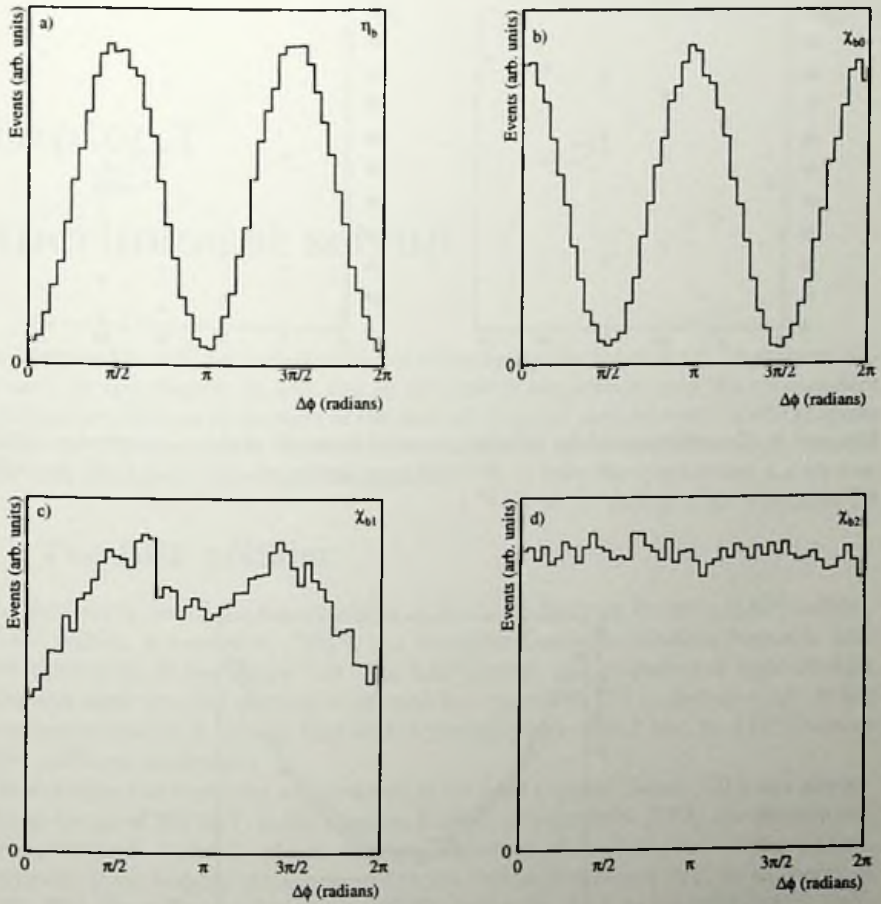 a)
η_b
Events (arb. units)
0
0 π/2 π 3π/2 2π
Δϕ (radians)
b)
χ_b0
Events (arb. units)
0
0 π/2 π 3π/2 2π
Δϕ (radians)
c)
χ_b1
Events (arb. units)
0
0 π/2 π 3π/2 2π
Δϕ (radians)
d)
χ_b2
Events (arb. units)
0
0 π/2 π 3π/2 2π
Δϕ (radians)